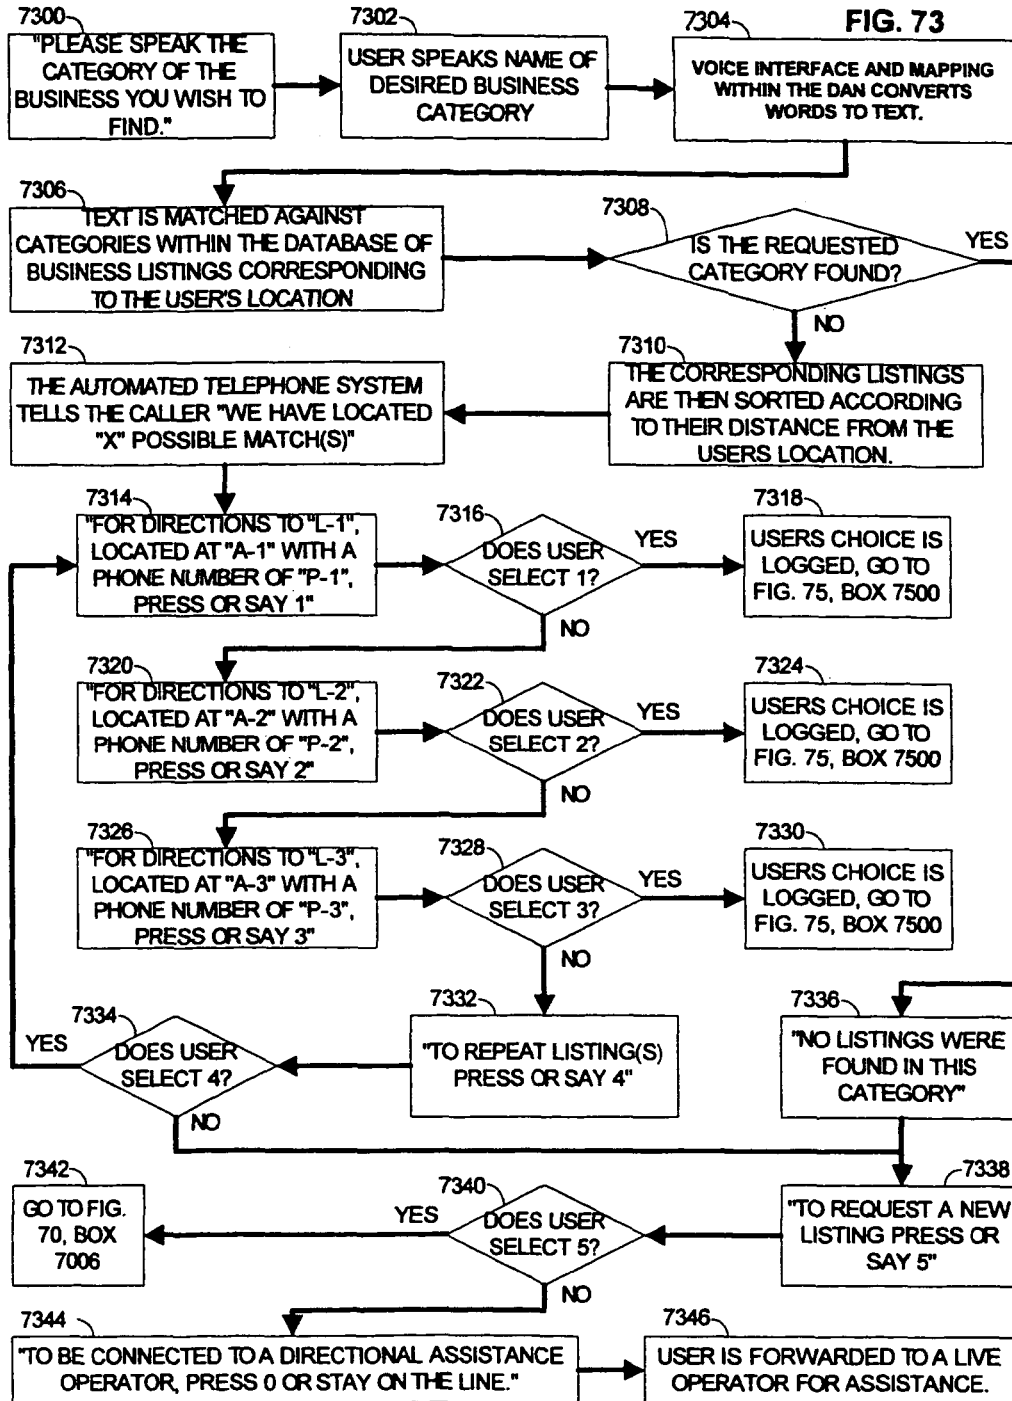 FIG. 73
7300
"PLEASE SPEAK THE
CATEGORY OF THE
BUSINESS YOU WISH TO
FIND."
7302
USER SPEAKS NAME OF
DESIRED BUSINESS
CATEGORY
7304
VOICE INTERFACE AND MAPPING
WITHIN THE DAN CONVERTS
WORDS TO TEXT.
7306
TEXT IS MATCHED AGAINST
CATEGORIES WITHIN THE DATABASE OF
BUSINESS LISTINGS CORRESPONDING
TO THE USER'S LOCATION
7308
IS THE REQUESTED
CATEGORY FOUND?
YES
NO
7310
THE CORRESPONDING LISTINGS
ARE THEN SORTED ACCORDING
TO THEIR DISTANCE FROM THE
USERS LOCATION.
7312
THE AUTOMATED TELEPHONE SYSTEM
TELLS THE CALLER "WE HAVE LOCATED
"X" POSSIBLE MATCH(S)"
7314
"FOR DIRECTIONS TO "L-1",
LOCATED AT "A-1" WITH A
PHONE NUMBER OF "P-1",
PRESS OR SAY 1"
7316
DOES USER
SELECT 1?
YES
NO
7318
USERS CHOICE IS
LOGGED, GO TO
FIG. 75, BOX 7500
7320
"FOR DIRECTIONS TO "L-2",
LOCATED AT "A-2" WITH A
PHONE NUMBER OF "P-2",
PRESS OR SAY 2"
7322
DOES USER
SELECT 2?
YES
NO
7324
USERS CHOICE IS
LOGGED, GO TO
FIG. 75, BOX 7500
7326
"FOR DIRECTIONS TO "L-3",
LOCATED AT "A-3" WITH A
PHONE NUMBER OF "P-3",
PRESS OR SAY 3"
7328
DOES USER
SELECT 3?
YES
NO
7330
USERS CHOICE IS
LOGGED, GO TO
FIG. 75, BOX 7500
7332
"TO REPEAT LISTING(S)
PRESS OR SAY 4"
7334
DOES USER
SELECT 4?
YES
NO
7336
"NO LISTINGS WERE
FOUND IN THIS
CATEGORY"
7338
"TO REQUEST A NEW
LISTING PRESS OR
SAY 5"
7340
DOES USER
SELECT 5?
YES
NO
7342
GO TO FIG.
70, BOX
7006
7344
"TO BE CONNECTED TO A DIRECTIONAL ASSISTANCE
OPERATOR, PRESS 0 OR STAY ON THE LINE."
7346
USER IS FORWARDED TO A LIVE
OPERATOR FOR ASSISTANCE.